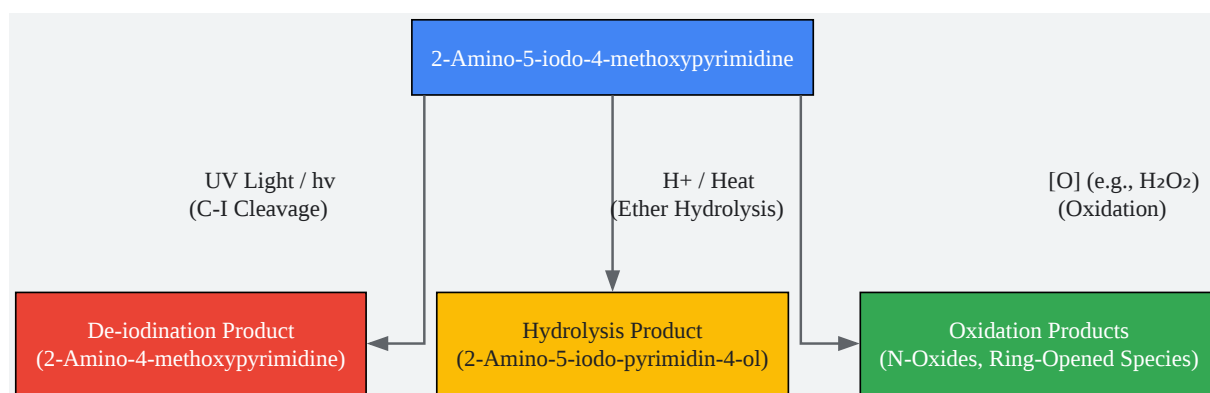 2-Amino-5-iodo-4-methoxypyrimidine
UV Light / hv
(C-I Cleavage)
H+ / Heat
(Ether Hydrolysis)
[O] (e.g., H₂O₂)
(Oxidation)
De-iodination Product
(2-Amino-4-methoxypyrimidine)
Hydrolysis Product
(2-Amino-5-iodo-pyrimidin-4-ol)
Oxidation Products
(N-Oxides, Ring-Opened Species)